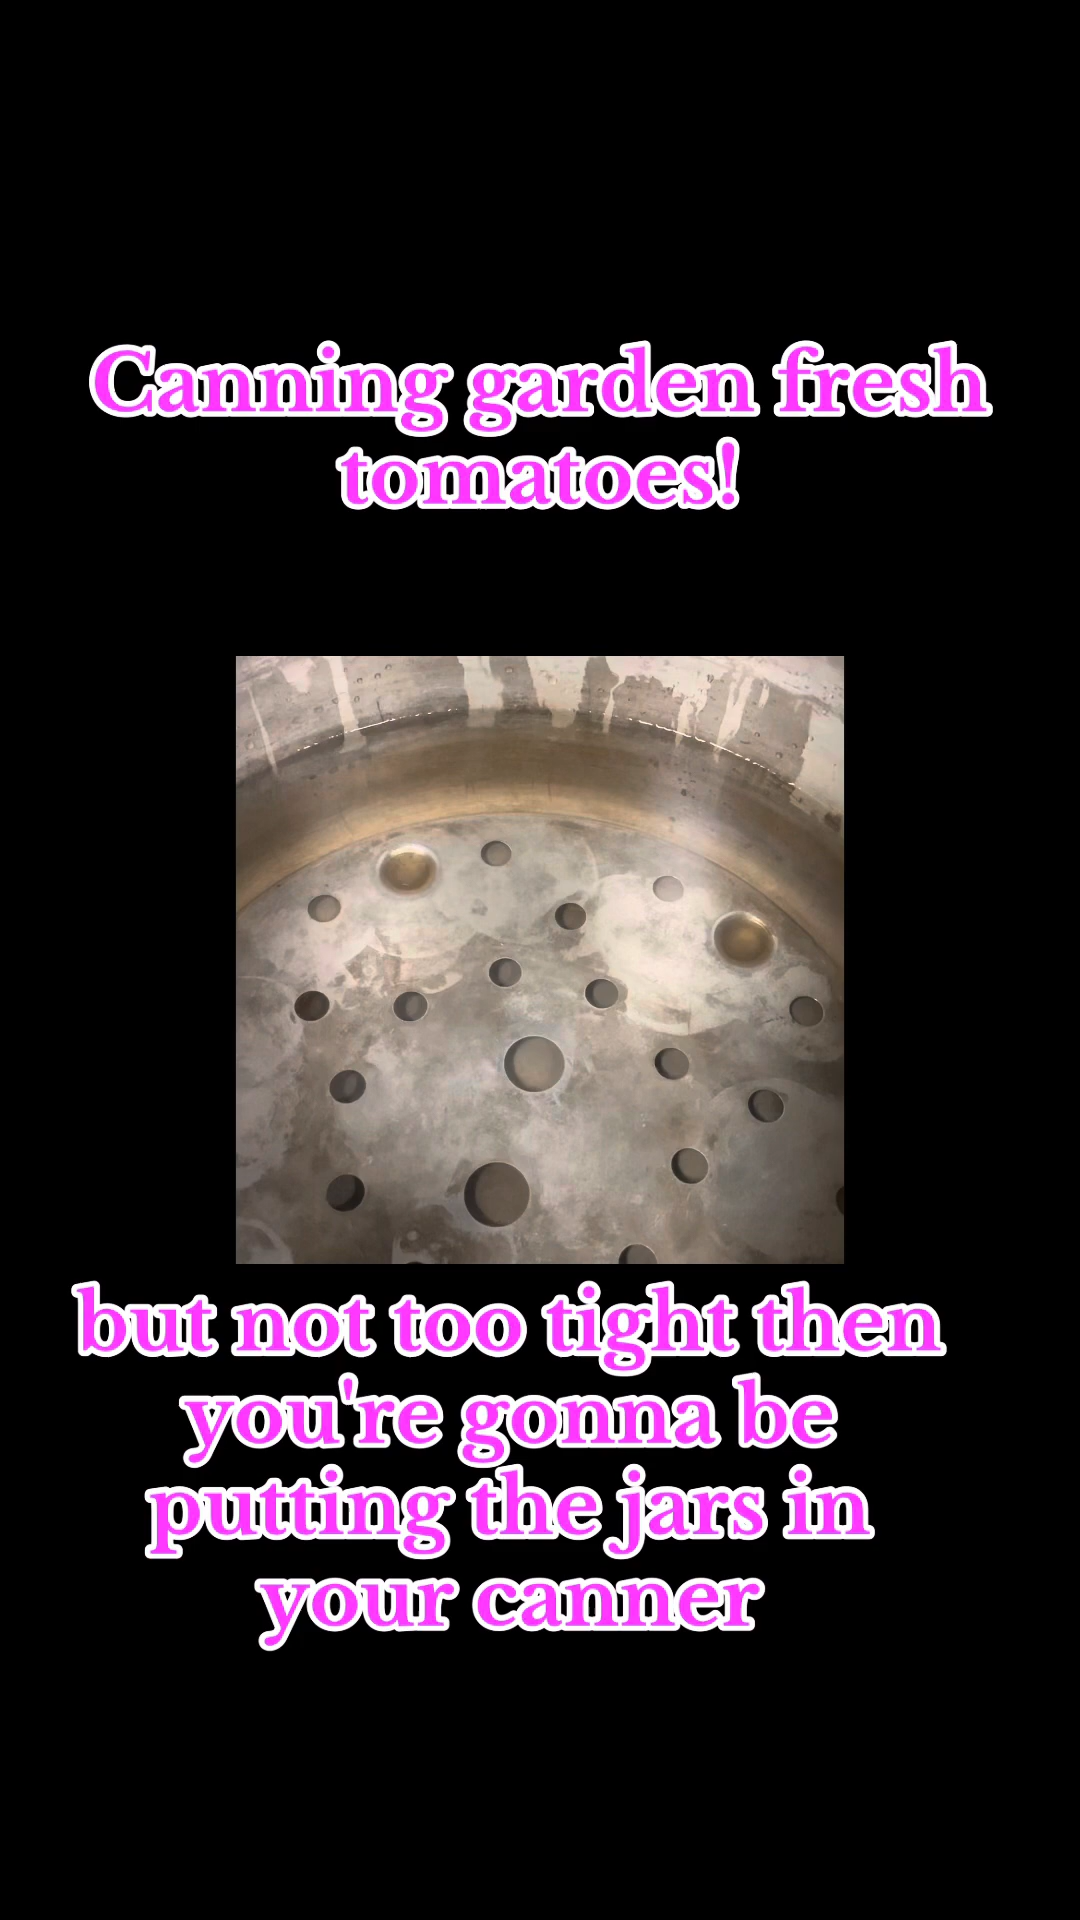 Canning garden fresh
tomatoes!
but not too tight then
you're gonna be
putting the jars in
your canner